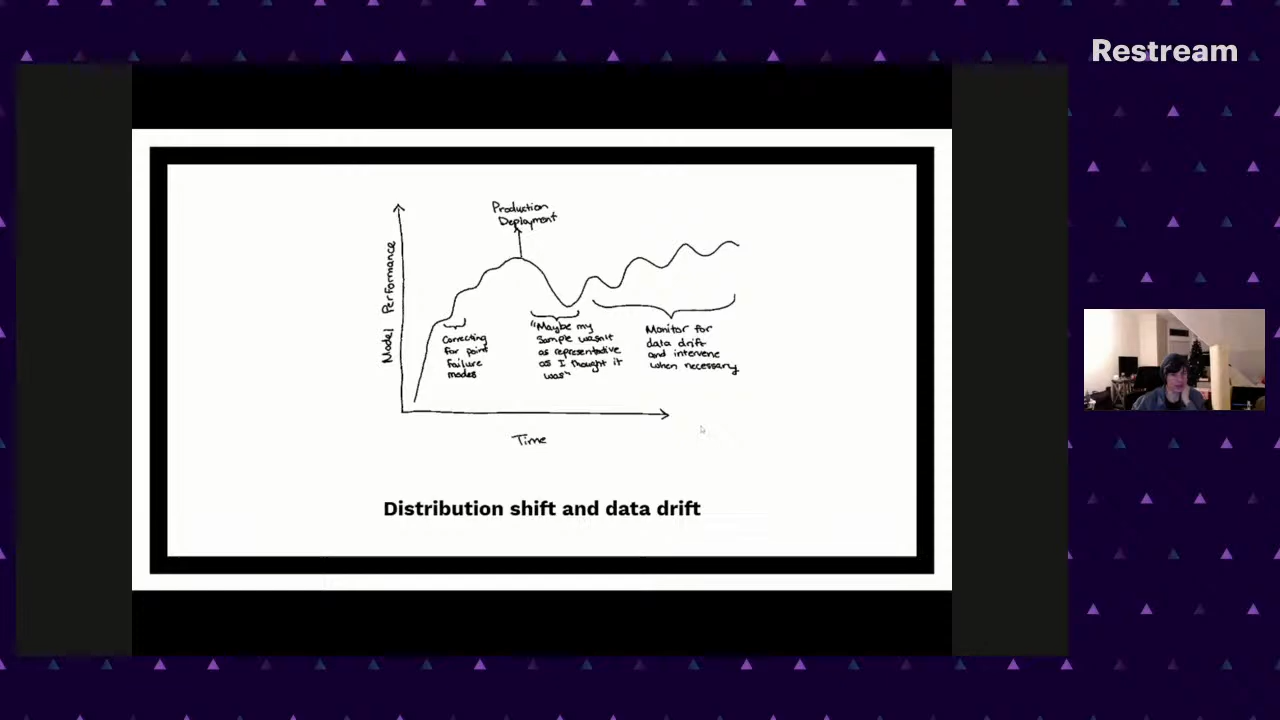 Restream
Production
Deployment
Model Performance
Correcting
for point
failure
modes
"Maybe my
sample wasn't
as representative
as I thought it
was"
Monitor for
data drift
and intervene
when necessary
Time
Distribution shift and data drift